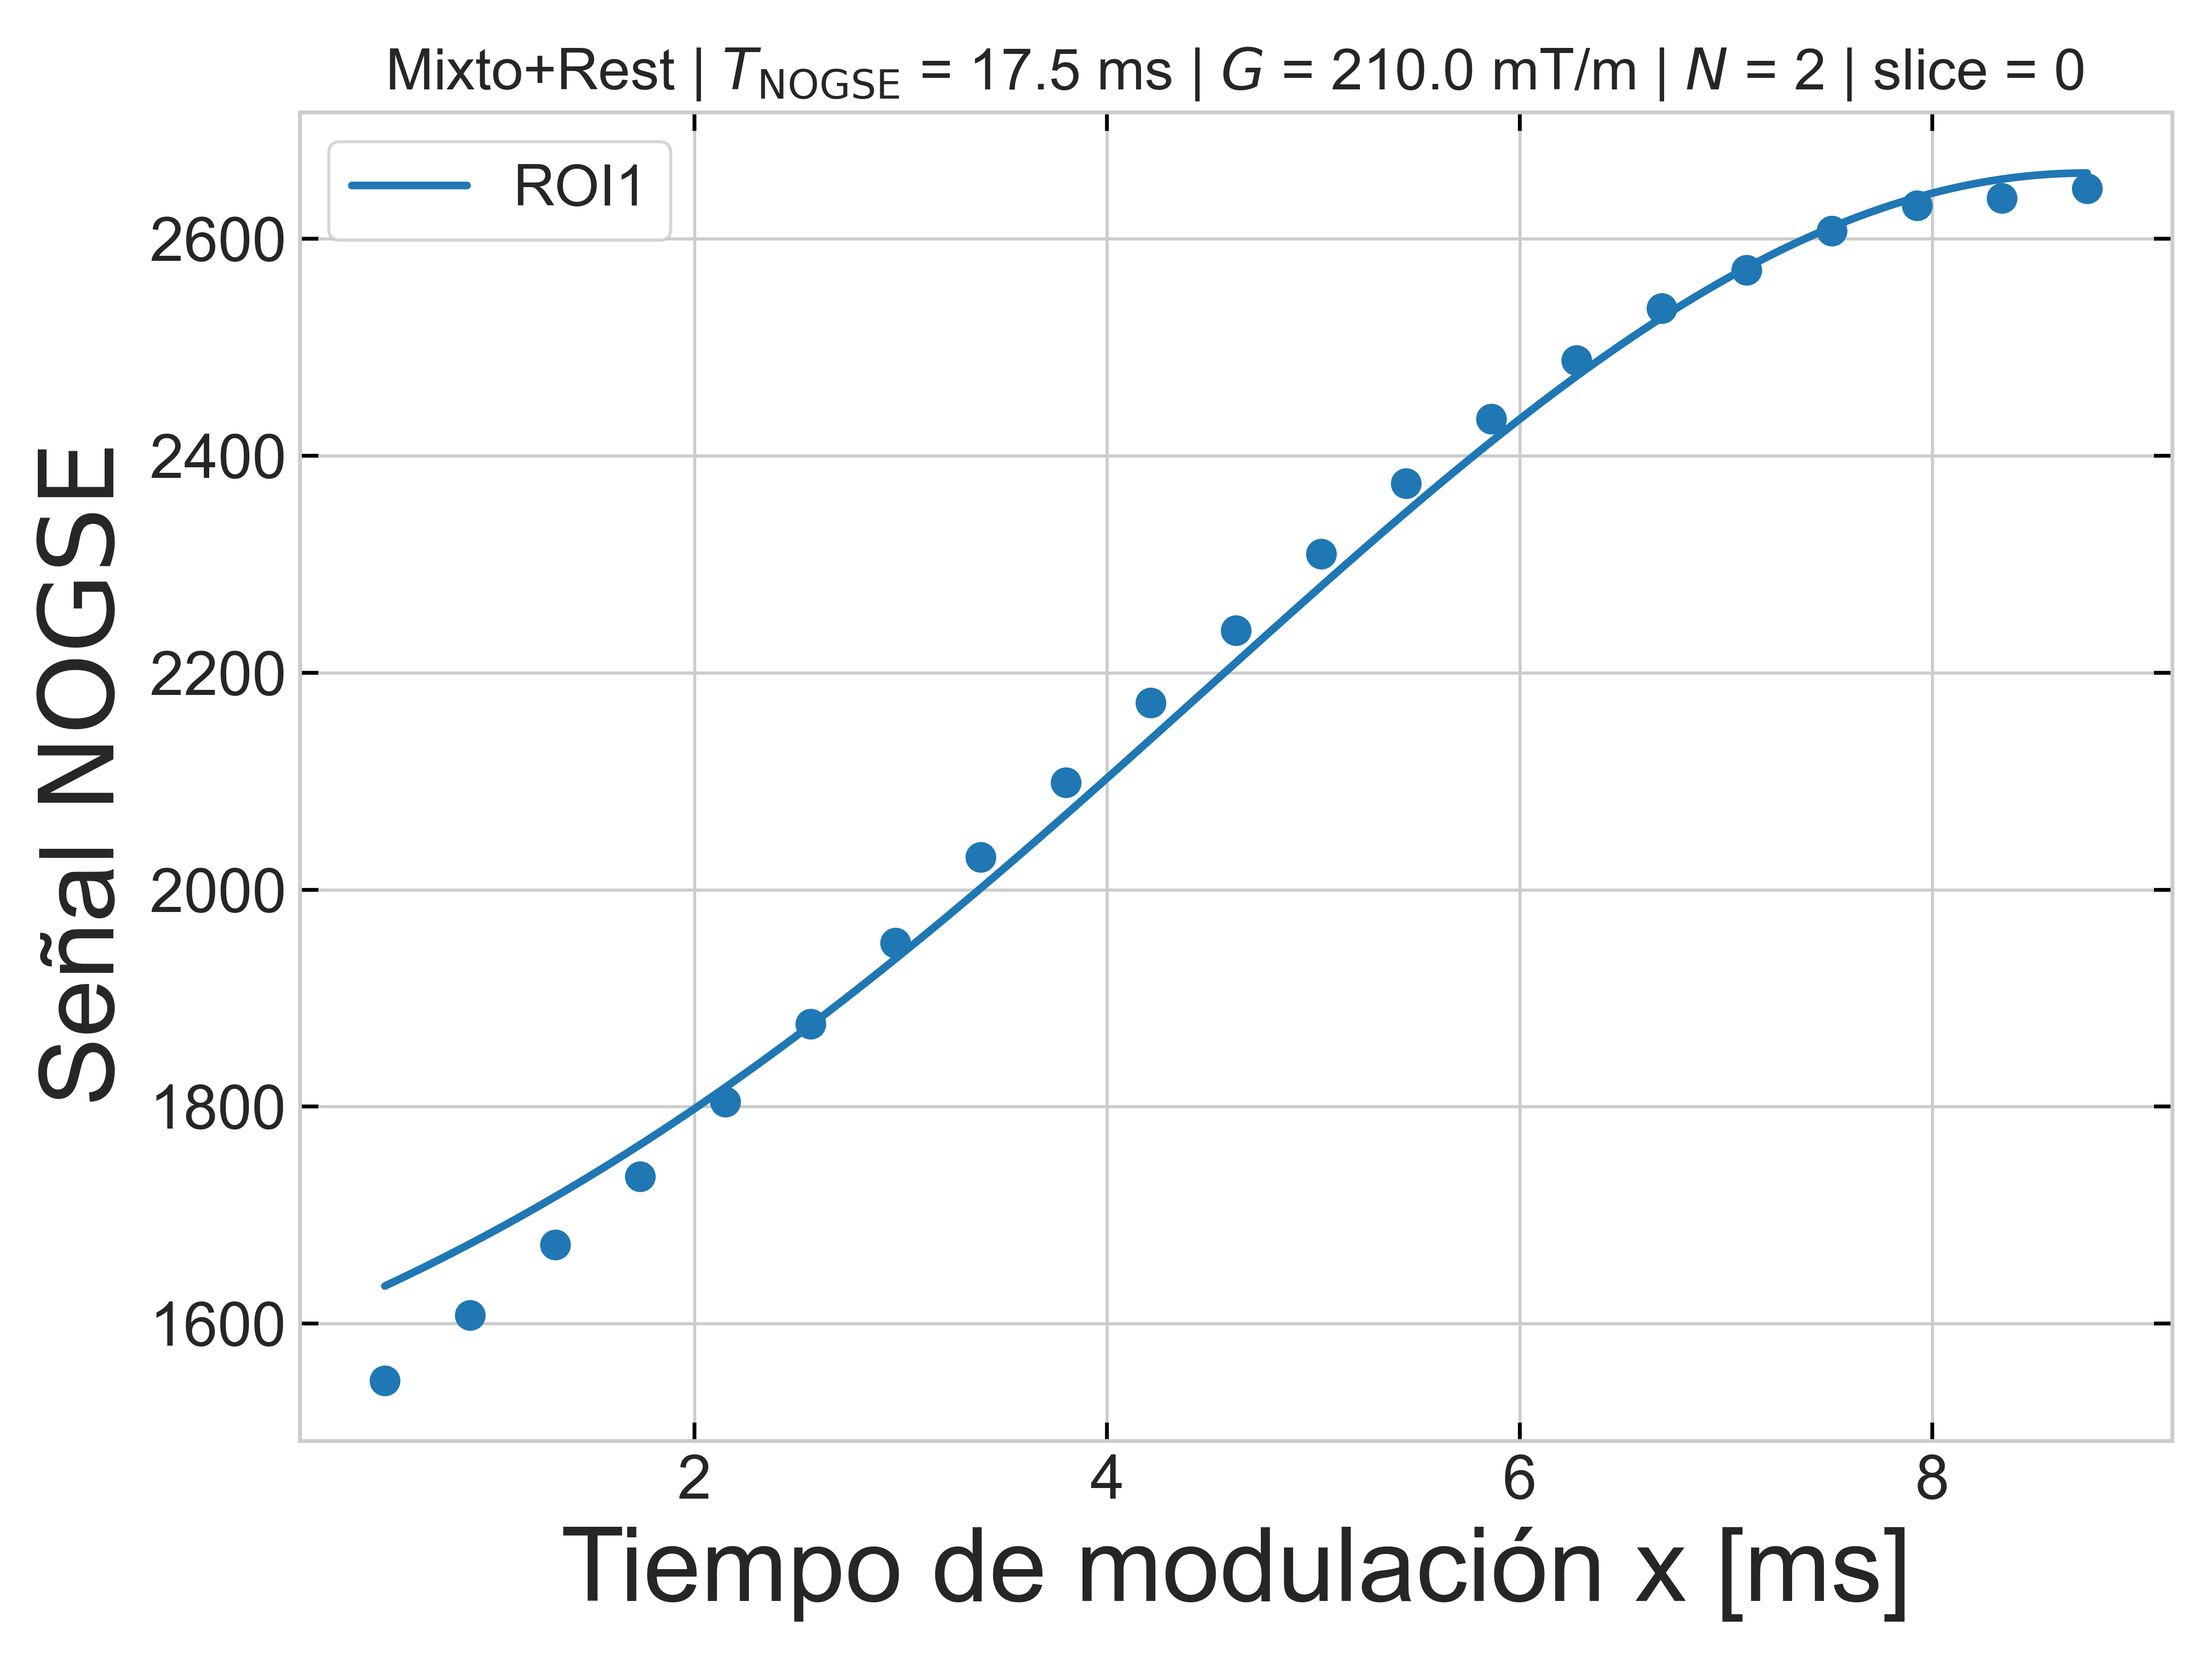 Mixto+Rest | T_NOGSE = 17.5 ms | G = 210.0 mT/m | N = 2 | slice = 0
ROI1
2600
2400
2200
2000
1800
1600
Señal NOGSE
2 4 6 8
Tiempo de modulación x [ms]